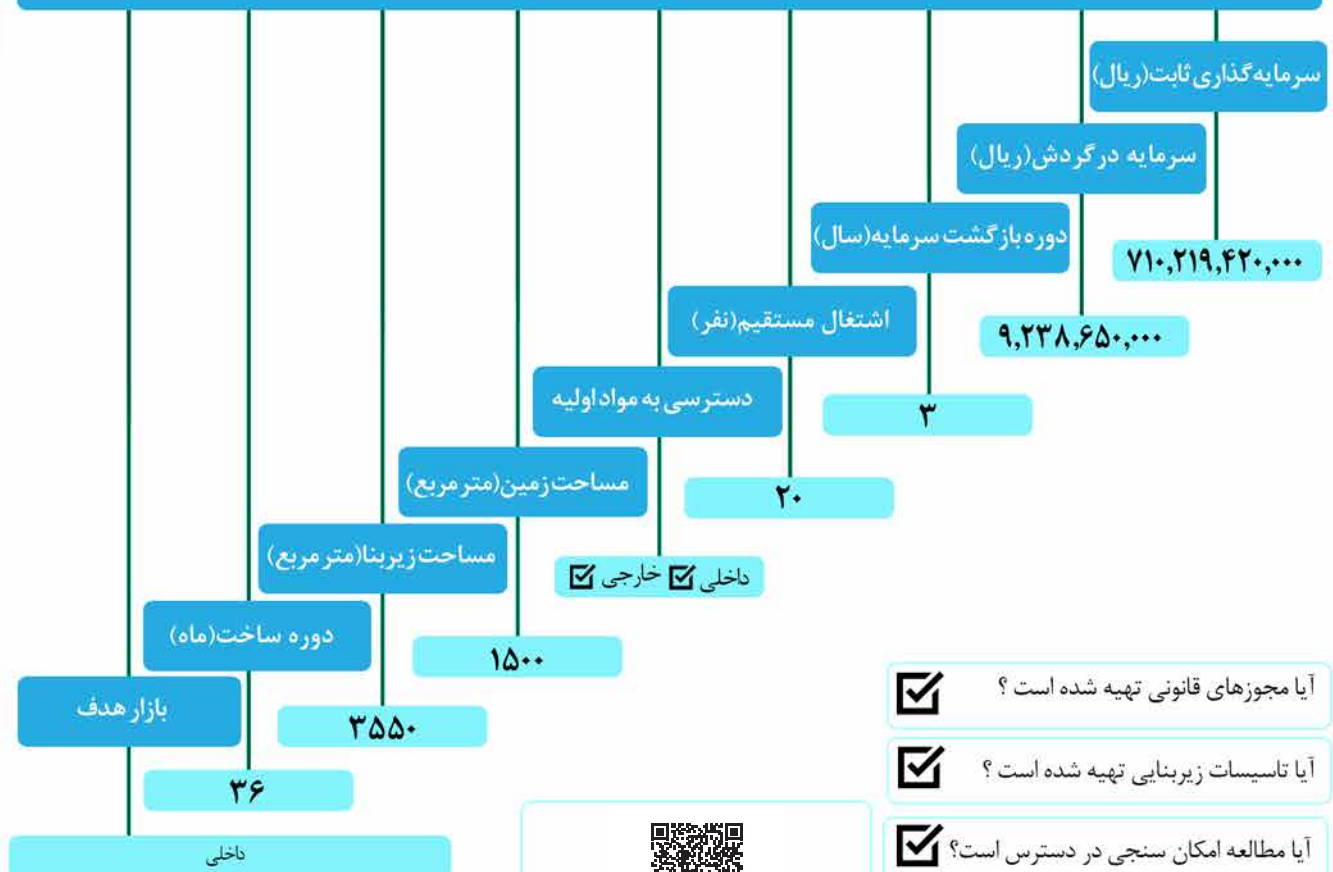 سرمایه‌گذاری ثابت(ریال)
۷۱۰,۲۱۹,۴۲۰,۰۰۰
سرمایه در گردش(ریال)
۹,۲۳۸,۶۵۰,۰۰۰
دوره بازگشت سرمایه(سال)
۳
اشتغال مستقیم(نفر)
۲۰
دسترسی به مواد اولیه
داخلی ☑ خارجی ☑
مساحت زمین(متر مربع)
۱۵۰۰
مساحت زیربنا(متر مربع)
۳۵۵۰
دوره ساخت(ماه)
۳۶
بازار هدف
داخلی
آیا مجوزهای قانونی تهیه شده است ؟ ☑
آیا تاسیسات زیربنایی تهیه شده است ؟ ☑
آیا مطالعه امکان سنجی در دسترس است؟ ☑